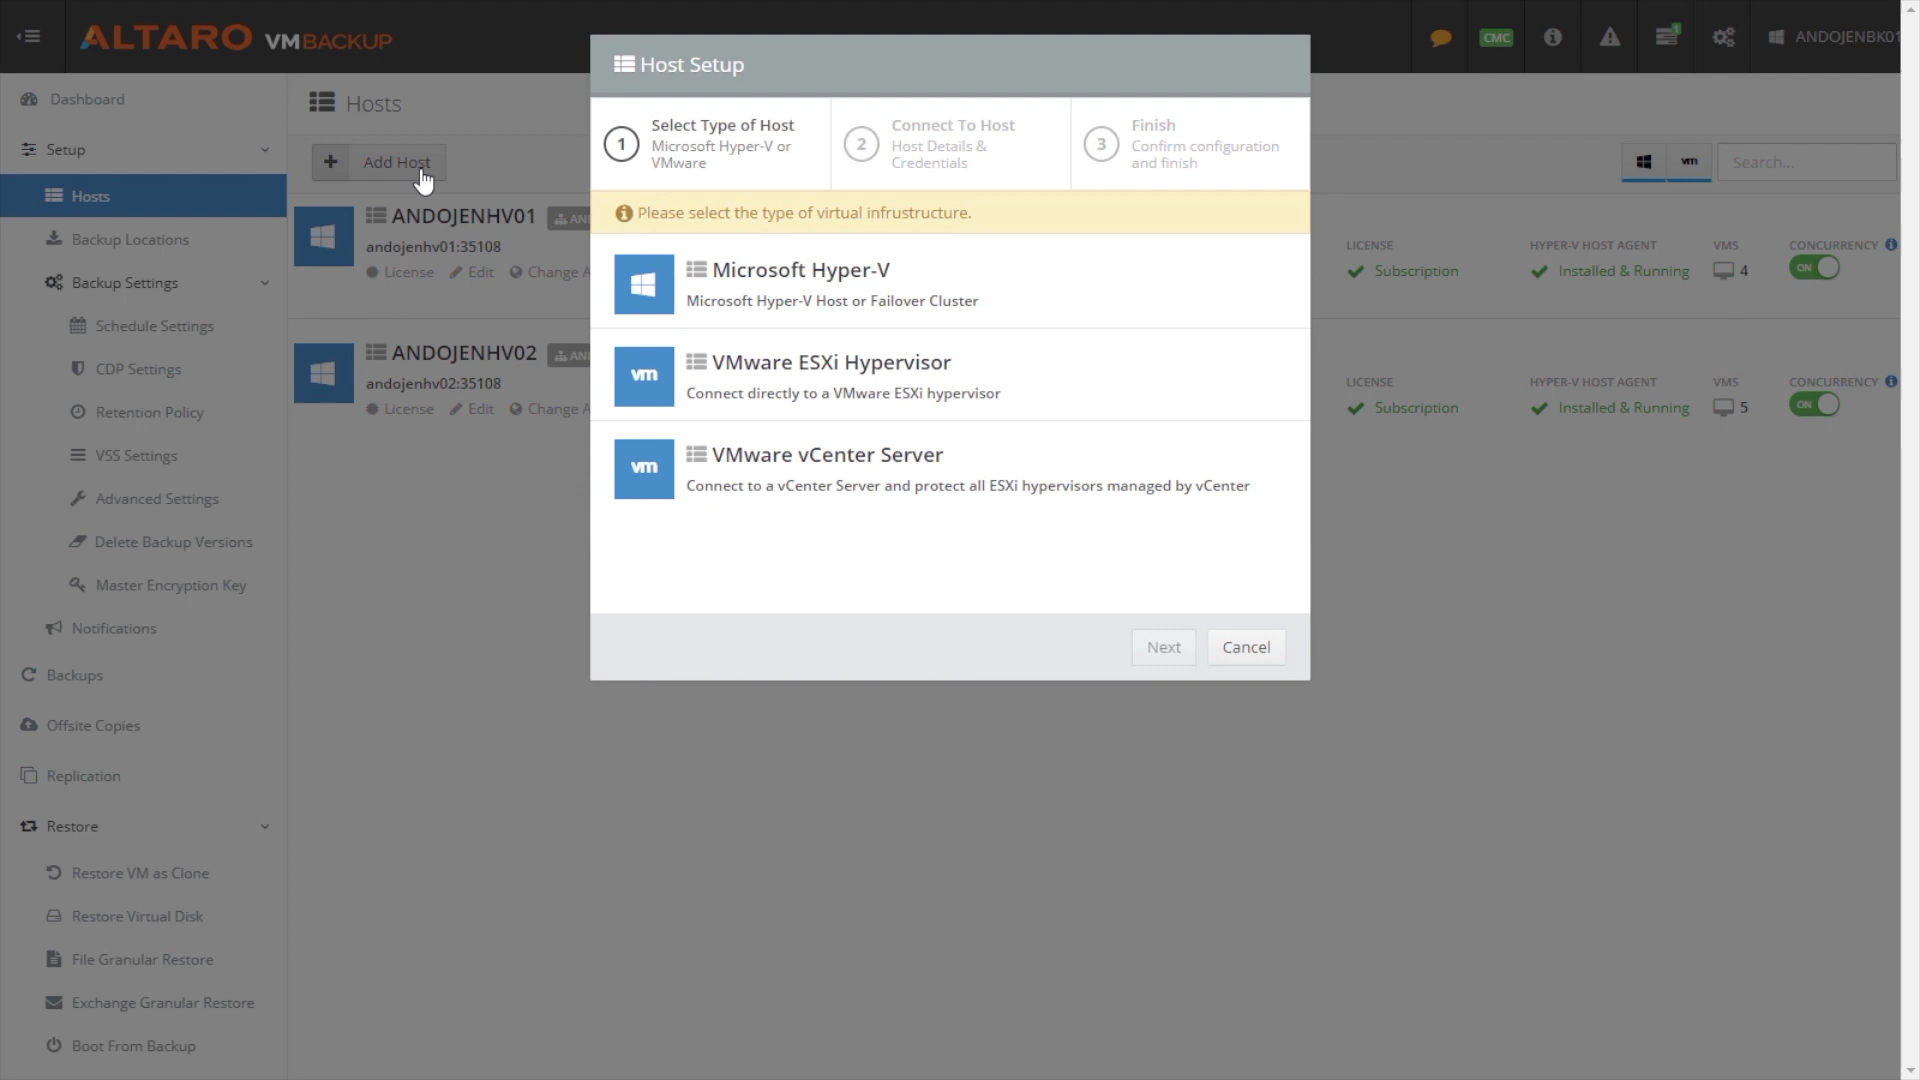 ALTARO VMBACKUP
CMC
1
ANDOJENBK01
Dashboard
Setup
Hosts
Backup Locations
Backup Settings
Schedule Settings
CDP Settings
Retention Policy
VSS Settings
Advanced Settings
Delete Backup Versions
Master Encryption Key
Notifications
Backups
Offsite Copies
Replication
Restore
Restore VM as Clone
Restore Virtual Disk
File Granular Restore
Exchange Granular Restore
Boot From Backup
Hosts
Add Host
vm
Search...
ANDOJENHV01
andojenhv01:35108
License Edit Change A
LICENSE
Subscription
HYPER-V HOST AGENT
Installed & Running
VMS
4
CONCURRENCY
ON
ANDOJENHV02
andojenhv02:35108
License Edit Change A
LICENSE
Subscription
HYPER-V HOST AGENT
Installed & Running
VMS
5
CONCURRENCY
ON
Host Setup
1
Select Type of Host
Microsoft Hyper-V or
VMware
2
Connect To Host
Host Details &
Credentials
3
Finish
Confirm configuration
and finish
Please select the type of virtual infrustructure.
Microsoft Hyper-V
Microsoft Hyper-V Host or Failover Cluster
vm
VMware ESXi Hypervisor
Connect directly to a VMware ESXi hypervisor
vm
VMware vCenter Server
Connect to a vCenter Server and protect all ESXi hypervisors managed by vCenter
Next
Cancel